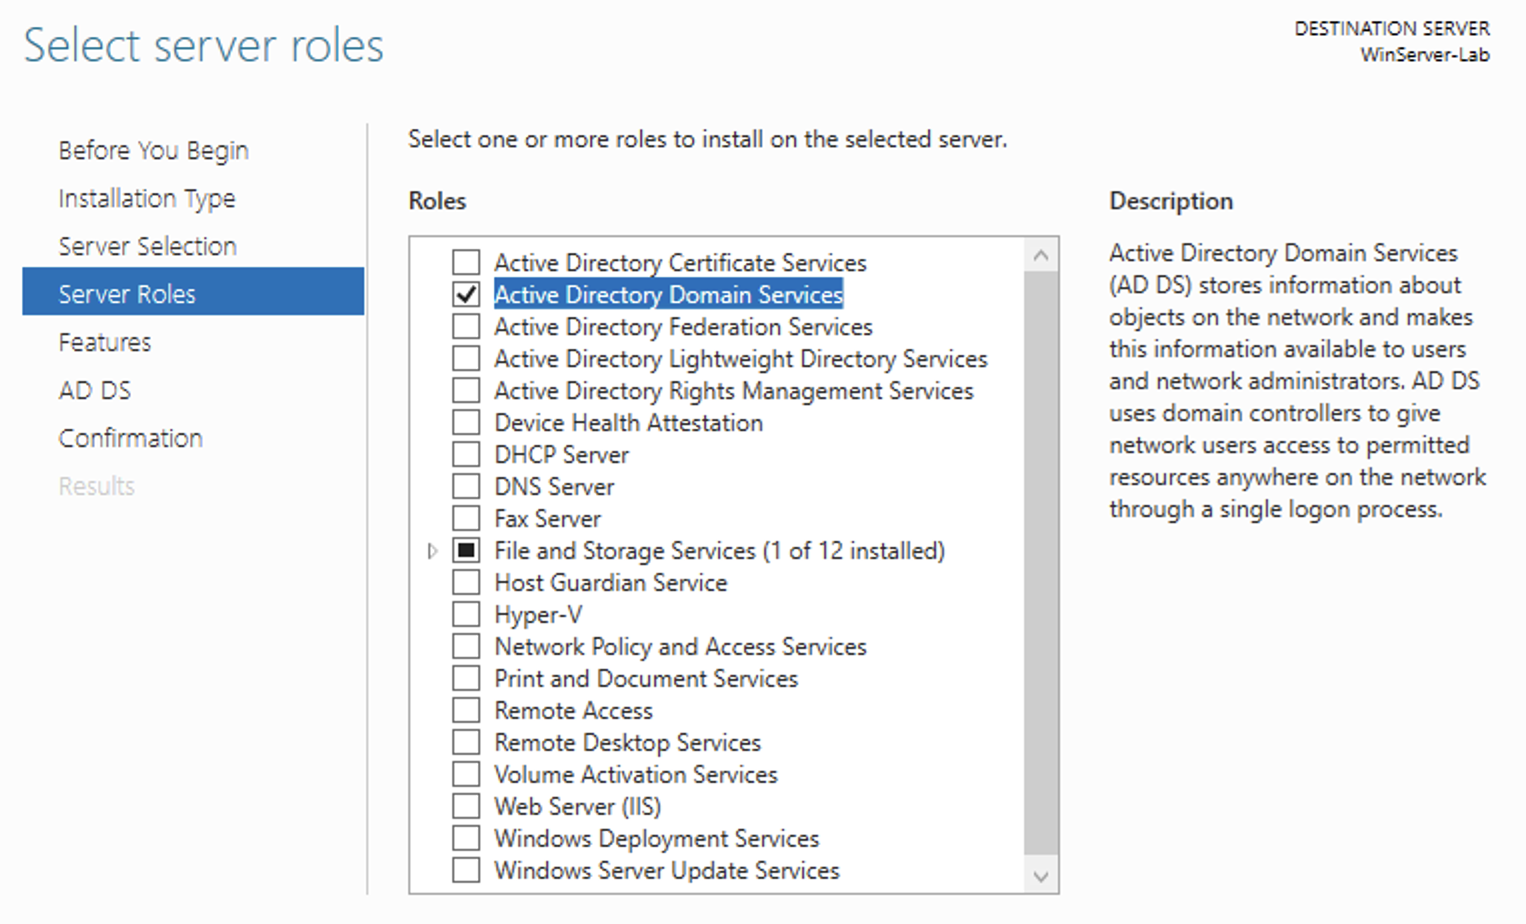 Select server roles
DESTINATION SERVER
WinServer-Lab
Before You Begin
Installation Type
Server Selection
Server Roles
Features
AD DS
Confirmation
Results
Select one or more roles to install on the selected server.
Roles
Active Directory Certificate Services
Active Directory Domain Services
Active Directory Federation Services
Active Directory Lightweight Directory Services
Active Directory Rights Management Services
Device Health Attestation
DHCP Server
DNS Server
Fax Server
File and Storage Services (1 of 12 installed)
Host Guardian Service
Hyper-V
Network Policy and Access Services
Print and Document Services
Remote Access
Remote Desktop Services
Volume Activation Services
Web Server (IIS)
Windows Deployment Services
Windows Server Update Services
Description
Active Directory Domain Services
(AD DS) stores information about
objects on the network and makes
this information available to users
and network administrators. AD DS
uses domain controllers to give
network users access to permitted
resources anywhere on the network
through a single logon process.